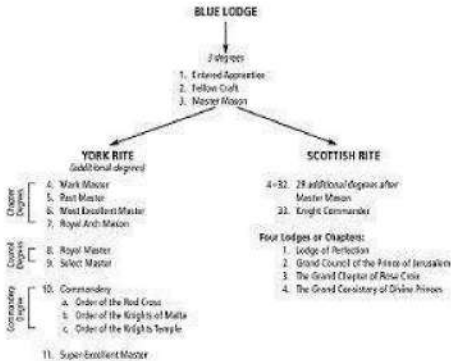 BLUE LODGE
3 degrees
1. Entered Apprentice
2. Fellow Craft
3. Master Mason
YORK RITE
(additional degrees)
Chapter Degrees
4. Mark Master
5. Past Master
6. Most Excellent Master
7. Royal Arch Mason
Council Degrees
8. Royal Master
9. Select Master
Commandery Degree
10. Commandery
a. Order of the Red Cross
b. Order of the Knights of Malta
c. Order of the Knights Temple
11. Super Excellent Master
SCOTTISH RITE
4–32. 29 additional degrees after
Master Mason
33. Knight Commander
Four Lodges or Chapters:
1. Lodge of Perfection
2. Grand Council of the Prince of Jerusalem
3. The Grand Chapter of Rose Croix
4. The Grand Consistory of Divine Princes